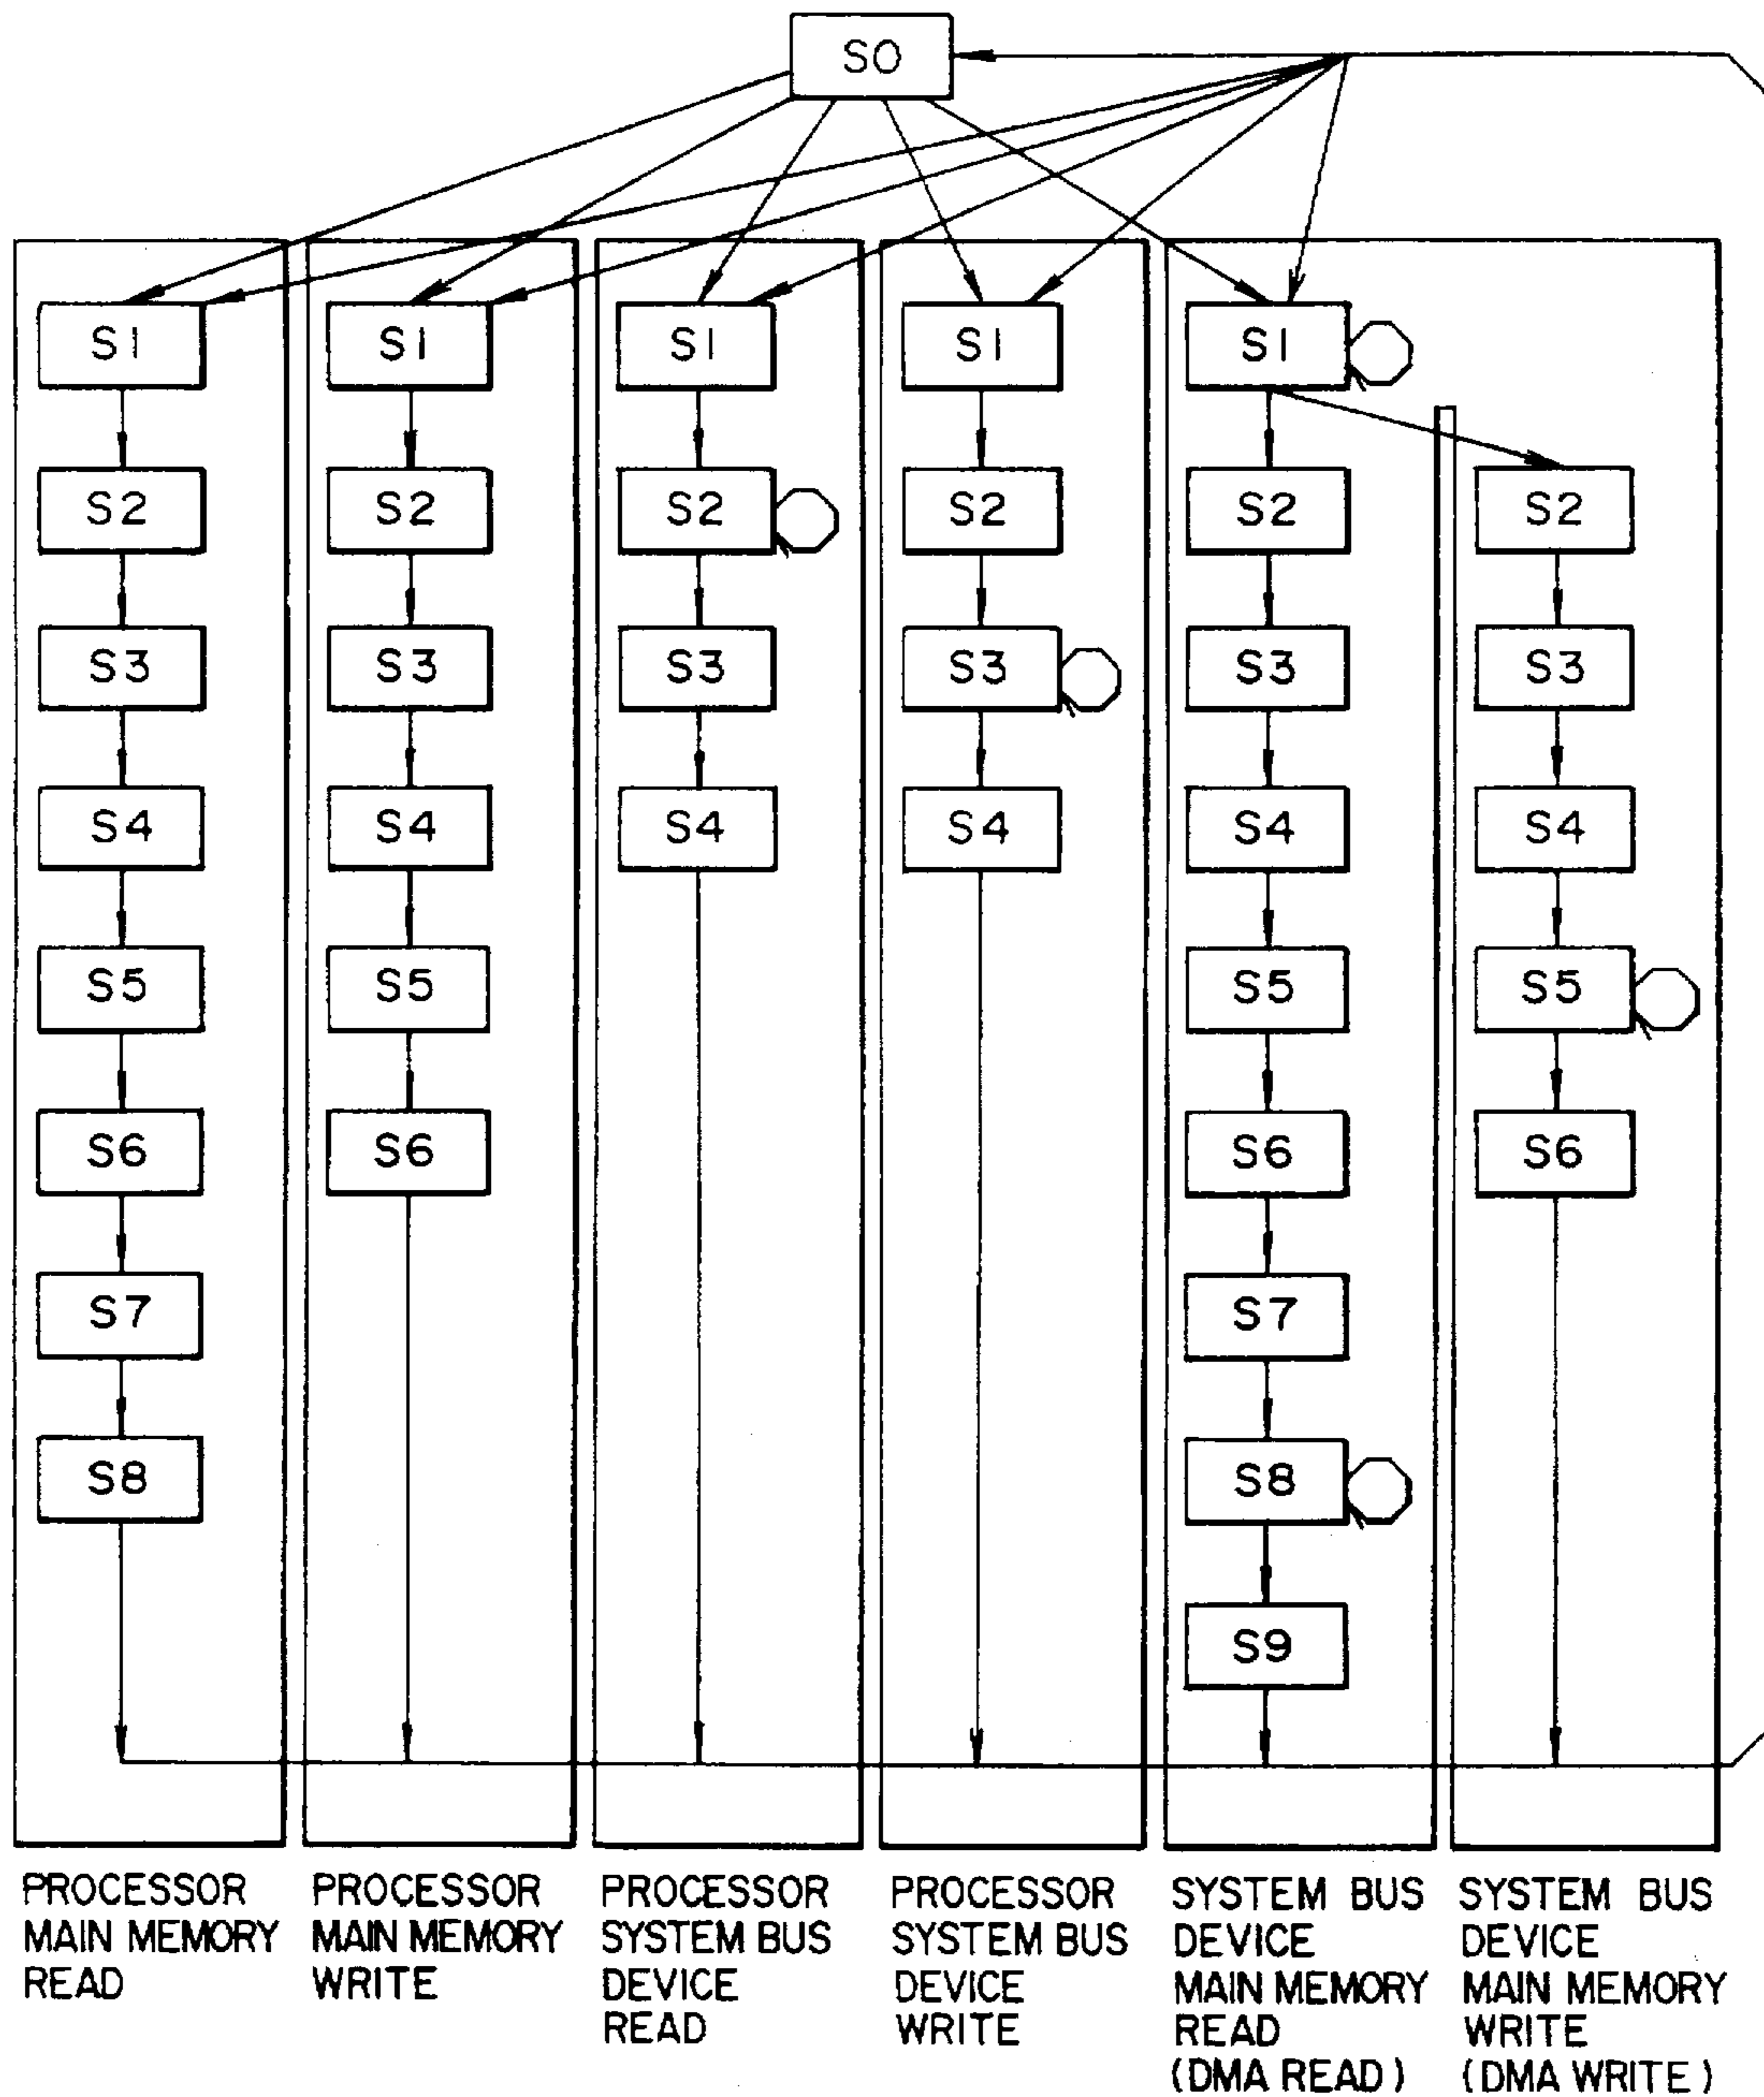 S0
S1 S1 S1 S1 S1
S2 S2 S2 S2 S2 S2
S3 S3 S3 S3 S3 S3
S4 S4 S4 S4 S4 S4
S5 S5 S5 S5
S6 S6 S6 S6
S7 S7
S8 S8
S9
PROCESSOR
MAIN MEMORY
READ
PROCESSOR
MAIN MEMORY
WRITE
PROCESSOR
SYSTEM BUS
DEVICE
READ
PROCESSOR
SYSTEM BUS
DEVICE
WRITE
SYSTEM BUS
DEVICE
MAIN MEMORY
READ
(DMA READ)
SYSTEM BUS
DEVICE
MAIN MEMORY
WRITE
(DMA WRITE)